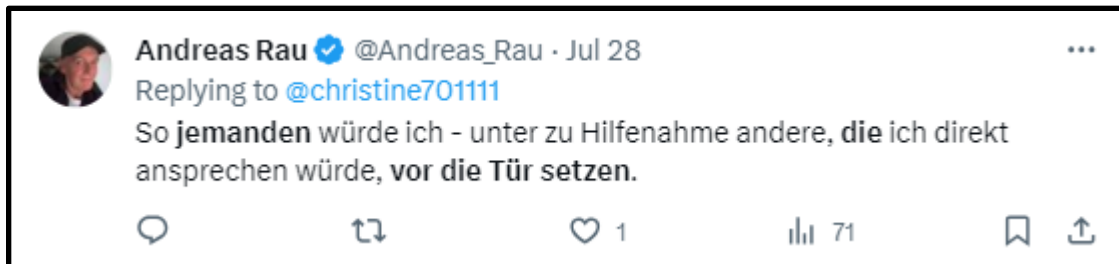 Andreas Rau @Andreas_Rau · Jul 28
Replying to @christine701111
So jemanden würde ich - unter zu Hilfenahme andere, die ich direkt
ansprechen würde, vor die Tür setzen.
1 71